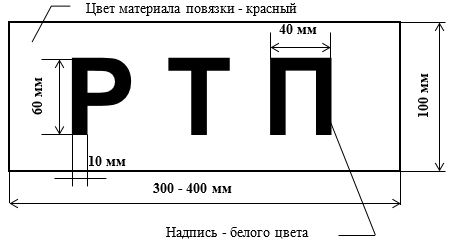 Цвет материала повязки - красный
40 мм
Р Т П
60 мм
100 мм
10 мм
300 - 400 мм
Надпись - белого цвета